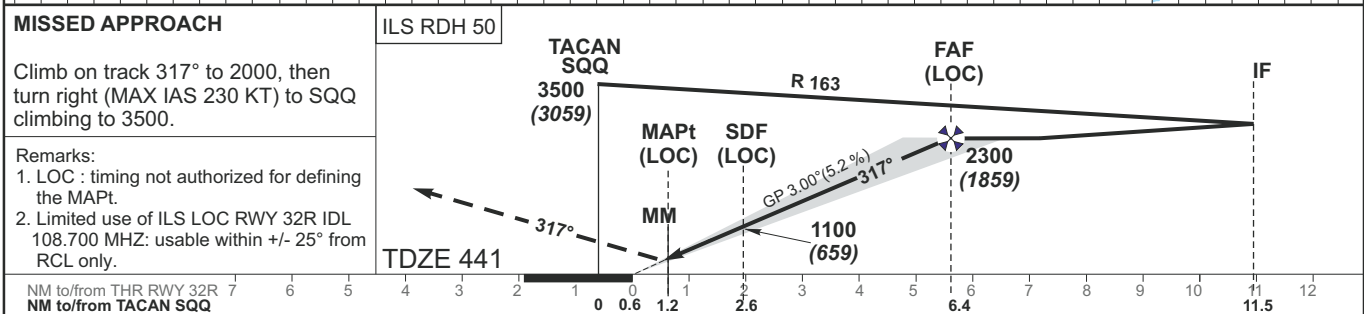 MISSED APPROACH
Climb on track 317° to 2000, then
turn right (MAX IAS 230 KT) to SQQ
climbing to 3500.
Remarks:
1. LOC : timing not authorized for defining
the MAPt.
2. Limited use of ILS LOC RWY 32R IDL
108.700 MHZ: usable within +/- 25° from
RCL only.
ILS RDH 50
TACAN
SQQ
3500
(3059)
R 163
FAF
(LOC)
IF
MAPt
(LOC)
SDF
(LOC)
GP 3.00°(5.2 %)
317°
2300
(1859)
MM
317°
1100
(659)
TDZE 441
NM to/from THR RWY 32R 7 6 5 4 3 2 1 0 1 2 3 4 5 6 7 8 9 10 11 12
NM to/from TACAN SQQ 0 0.6 1.2 2.6 6.4 11.5